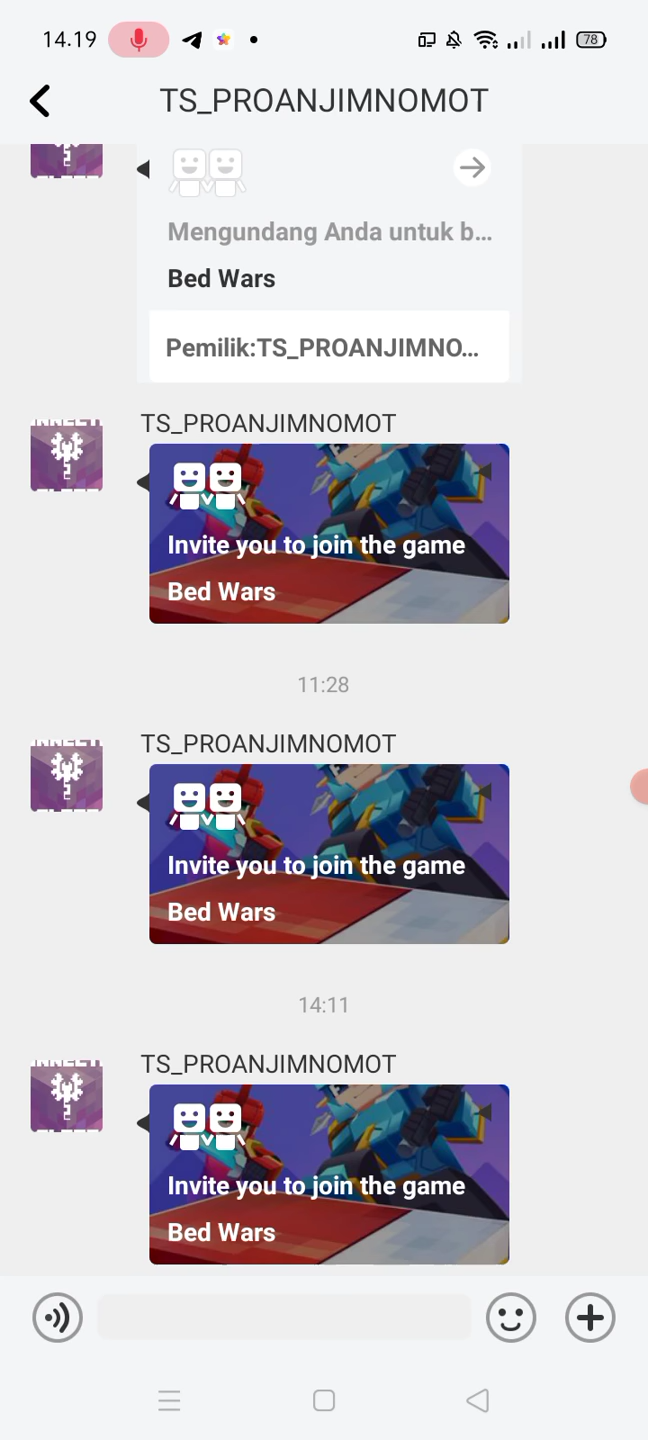 14.19
78
TS_PROANJIMNOMOT
Mengundang Anda untuk b...
Bed Wars
Pemilik:TS_PROANJIMNO...
TS_PROANJIMNOMOT
Invite you to join the game
Bed Wars
11:28
TS_PROANJIMNOMOT
Invite you to join the game
Bed Wars
14:11
TS_PROANJIMNOMOT
Invite you to join the game
Bed Wars